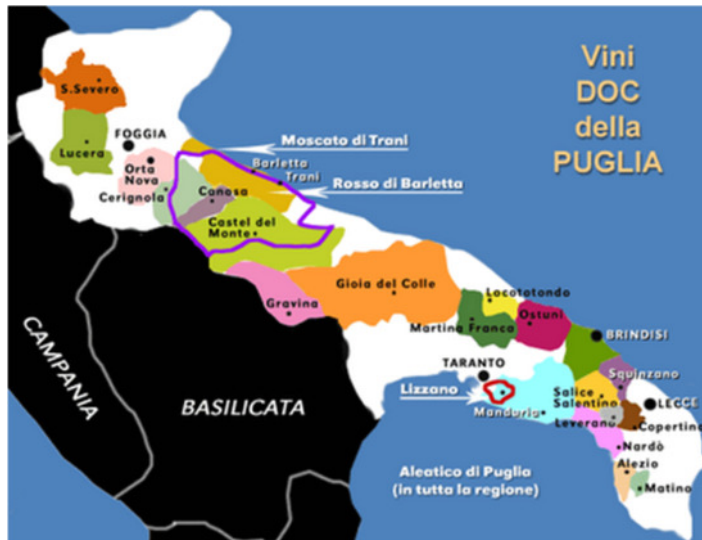 Vini
DOC
della
PUGLIA
S.Severo
FOGGIA
Lucera
Moscato di Trani
Orta
Nova
Barletta
Trani
Cerignola
Canosa
Rosso di Barletta
Castel del
Monte
Gioia del Colle
Gravina
Locototondo
Ostuni
Martina Franca
BRINDISI
CAMPANIA
TARANTO
Squinzano
Lizzano
Salice
Salentino
LECCE
BASILICATA
Manduria
Leverano
Copertino
Nardò
Aleatico di Puglia
(in tutta la regione)
Alezio
Matino